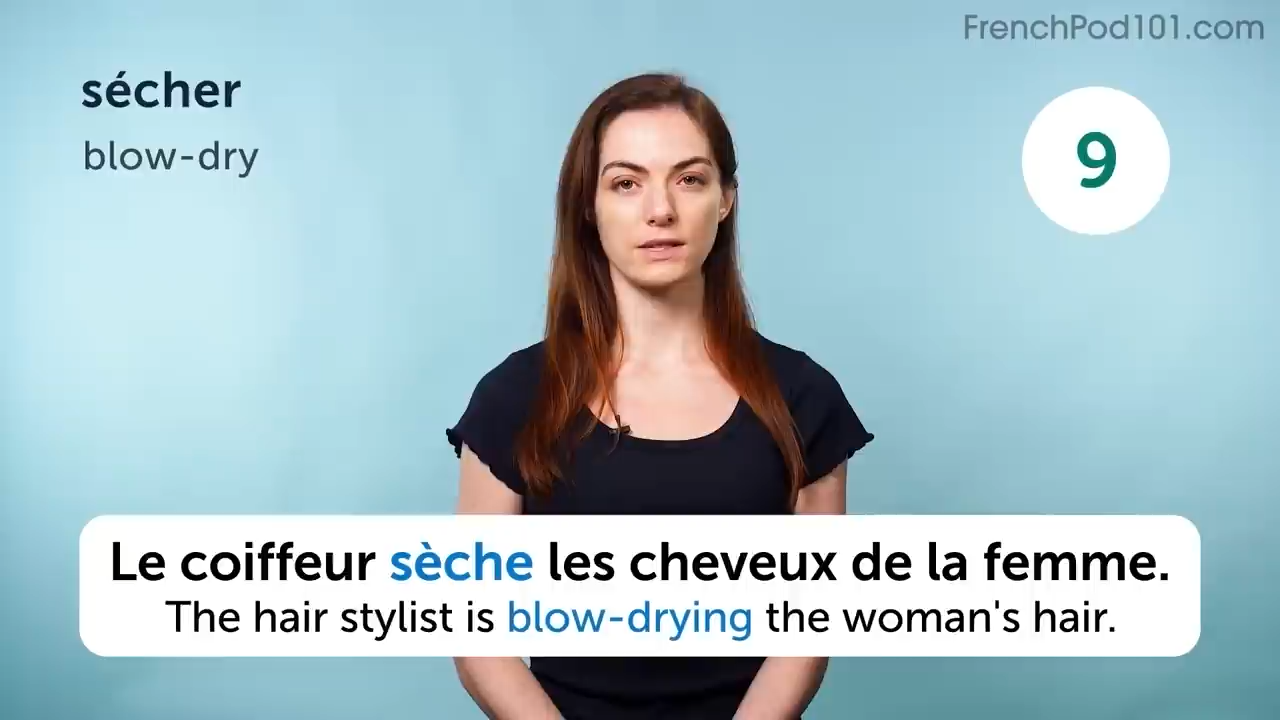 FrenchPod101.com
sécher
blow-dry
9
Le coiffeur sèche les cheveux de la femme.
The hair stylist is blow-drying the woman's hair.